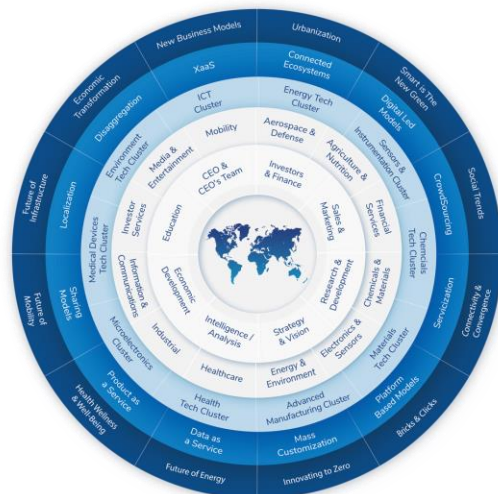 New Business Models
Urbanization
Smart is The
New Green
Social Trends
Connectivity &
Convergence
Bricks & Clicks
Innovating to Zero
Future of Energy
Health Wellness
& Well-Being
Future of
Mobility
Future of
Infrastructure
Economic
Transformation
XaaS
Connected
Ecosystems
Digital Led
Models
CrowdSourcing
Servicization
Platform
Based Models
Mass
Customization
Data as
a Service
Product as
a Service
Sharing
Models
Localization
Disaggregation
ICT
Cluster
Energy Tech
Cluster
Sensors &
Instrumentation Cluster
Chemcials
Tech Cluster
Materials
Tech Cluster
Advanced
Manufacturing Cluster
Health
Tech Cluster
Microelectronics
Cluster
Medical Devices
Tech Cluster
Environment
Tech Cluster
Mobility
Aerospace &
Defense
Agriculture &
Nutrition
Financial
Services
Chemicals &
Materials
Electronics &
Sensors
Energy &
Environment
Healthcare
Industrial
Information &
Communications
Investor
Services
Media &
Entertainment
CEO &
CEO's Team
Investors
& Finance
Sales &
Marketing
Research &
Development
Strategy
& Vision
Intelligence /
Analysis
Economic
Development
Education